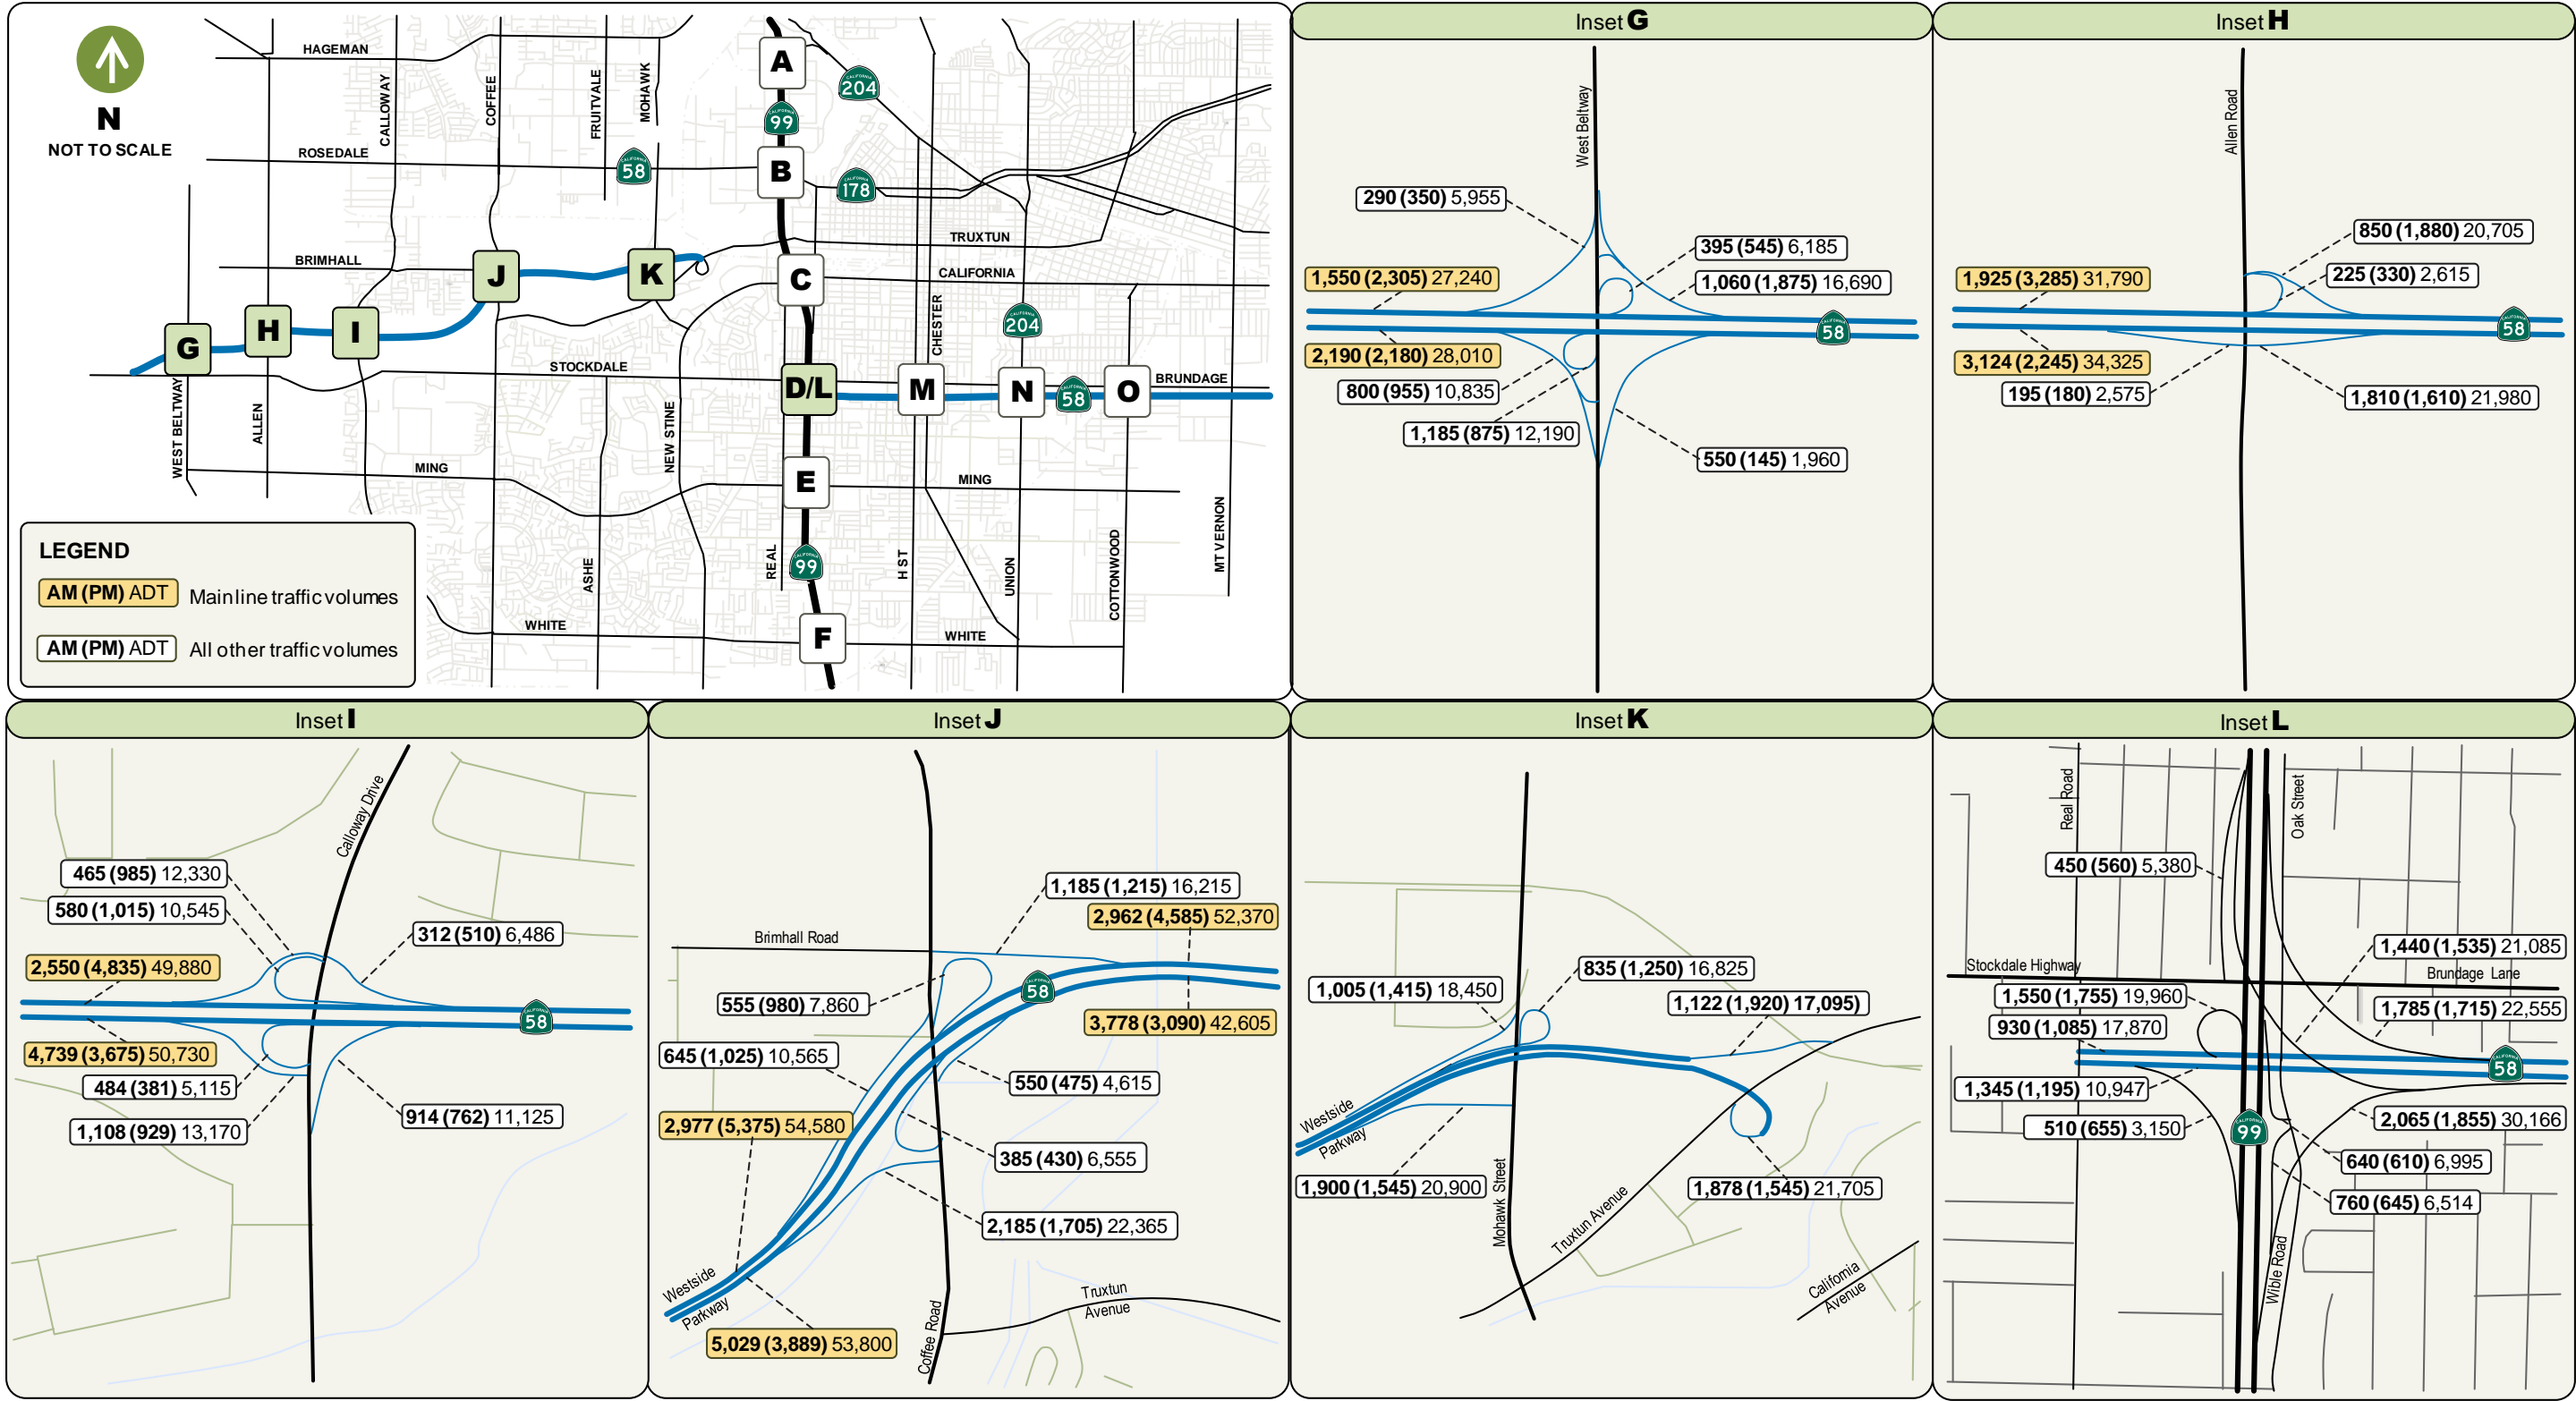 N
NOT TO SCALE
HAGEMAN
CALLOWAY
COFFEE
FRUITVALE
MOHAWK
A
CALIFORNIA
204
CALIFORNIA
99
ROSEDALE
CALIFORNIA
58
B
CALIFORNIA
178
BRIMHALL
J
K
TRUXTUN
C
CALIFORNIA
G
H
I
CHESTER
CALIFORNIA
204
STOCKDALE
D/L
M
N
CALIFORNIA
58
O
BRUNDAGE
WEST BELTWAY
ALLEN
NEW STINE
MING
E
MING
REAL
CALIFORNIA
99
H ST
UNION
COTTONWOOD
MT VERNON
ASHE
WHITE
F
WHITE
LEGEND
AM (PM) ADT Mainline traffic volumes
AM (PM) ADT All other traffic volumes
Inset G
West Beltway
290 (350) 5,955
395 (545) 6,185
1,550 (2,305) 27,240
1,060 (1,875) 16,690
CALIFORNIA
58
2,190 (2,180) 28,010
800 (955) 10,835
1,185 (875) 12,190
550 (145) 1,960
Inset H
Allen Road
850 (1,880) 20,705
1,925 (3,285) 31,790
225 (330) 2,615
CALIFORNIA
58
3,124 (2,245) 34,325
195 (180) 2,575
1,810 (1,610) 21,980
Inset I
Calloway Drive
465 (985) 12,330
580 (1,015) 10,545
312 (510) 6,486
2,550 (4,835) 49,880
CALIFORNIA
58
4,739 (3,675) 50,730
484 (381) 5,115
914 (762) 11,125
1,108 (929) 13,170
Inset J
1,185 (1,215) 16,215
2,962 (4,585) 52,370
Brimhall Road
CALIFORNIA
58
555 (980) 7,860
3,778 (3,090) 42,605
645 (1,025) 10,565
550 (475) 4,615
2,977 (5,375) 54,580
385 (430) 6,555
2,185 (1,705) 22,365
Westside
Parkway
Truxtun
Avenue
5,029 (3,889) 53,800
Coffee Road
Inset K
835 (1,250) 16,825
1,005 (1,415) 18,450
1,122 (1,920) 17,095)
Westside
Parkway
1,900 (1,545) 20,900
Mohawk Street
1,878 (1,545) 21,705
Truxtun Avenue
California
Avenue
Inset L
Real Road
Oak Street
450 (560) 5,380
1,440 (1,535) 21,085
Stockdale Highway
Brundage Lane
1,550 (1,755) 19,960
1,785 (1,715) 22,555
930 (1,085) 17,870
CALIFORNIA
58
1,345 (1,195) 10,947
510 (655) 3,150
CALIFORNIA
99
2,065 (1,855) 30,166
640 (610) 6,995
760 (645) 6,514
Wible Road